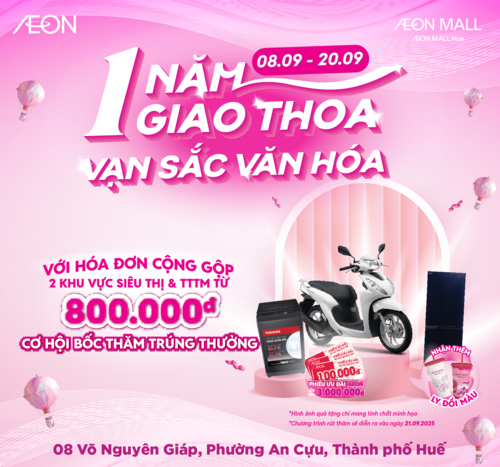 ÆON
ÆON MALL
ÆON MALL Huế
08.09 - 20.09
1 NĂM
GIAO THOA
VẠN SẮC VĂN HÓA
VỚI HÓA ĐƠN CỘNG GỘP
2 KHU VỰC SIÊU THỊ & TTTM TỪ
800.000đ
CƠ HỘI BỐC THĂM TRÚNG THƯỞNG
TOSHIBA
100.000đ
PHIẾU ƯU ĐÃI
3.000.000đ
NHẬN THÊM
LY ĐỔI MÀU
*Hình ảnh quà tặng chỉ mang tính chất minh họa
*Chương trình rút thăm sẽ diễn ra vào ngày 21.09.2025
08 Võ Nguyên Giáp, Phường An Cựu, Thành phố Huế